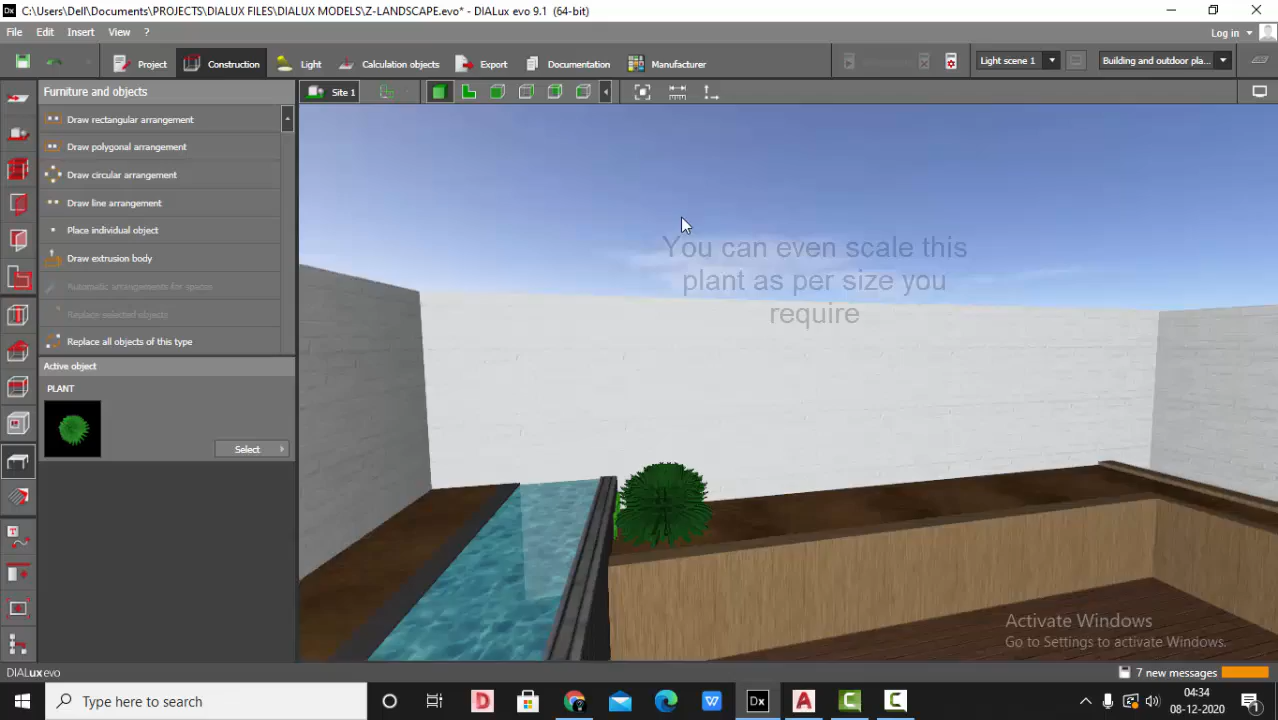 C:\Users\Dell\Documents\PROJECTS\DIALUX FILES\DIALUX MODELS\Z-LANDSCAPE.evo* - DIALux evo 9.1 (64-bit)
File Edit Insert View ?
Log in
Project Construction Light Calculation objects Export Documentation Manufacturer Light scene 1 Building and outdoor pla...
Furniture and objects
Site 1
Draw rectangular arrangement
Draw polygonal arrangement
Draw circular arrangement
Draw line arrangement
Place individual object
Draw extrusion body
Automatic arrangements for spaces
Replace selected objects
Replace all objects of this type
Active object
PLANT
Select
You can even scale this
plant as per size you
require
Activate Windows
Go to Settings to activate Windows.
DIALux evo
7 new messages
Type here to search
04:34
08-12-2020